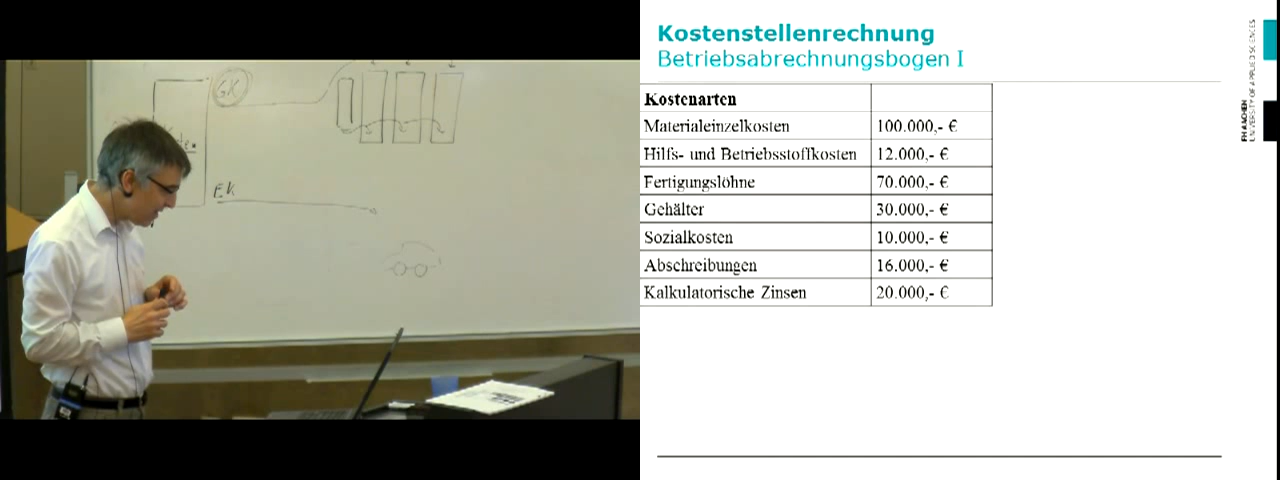 GK
EK
Kostenstellenrechnung
Betriebsabrechnungsbogen I
Kostenarten
Materialeinzelkosten 100.000,- €
Hilfs- und Betriebsstoffkosten 12.000,- €
Fertigungslöhne 70.000,- €
Gehälter 30.000,- €
Sozialkosten 10.000,- €
Abschreibungen 16.000,- €
Kalkulatorische Zinsen 20.000,- €
FH AACHEN
UNIVERSITY OF APPLIED SCIENCES